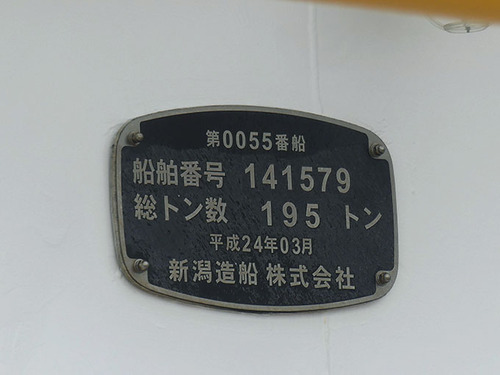 第0055番船
船舶番号 141579
総トン数 195 トン
平成24年03月
新潟造船 株式会社